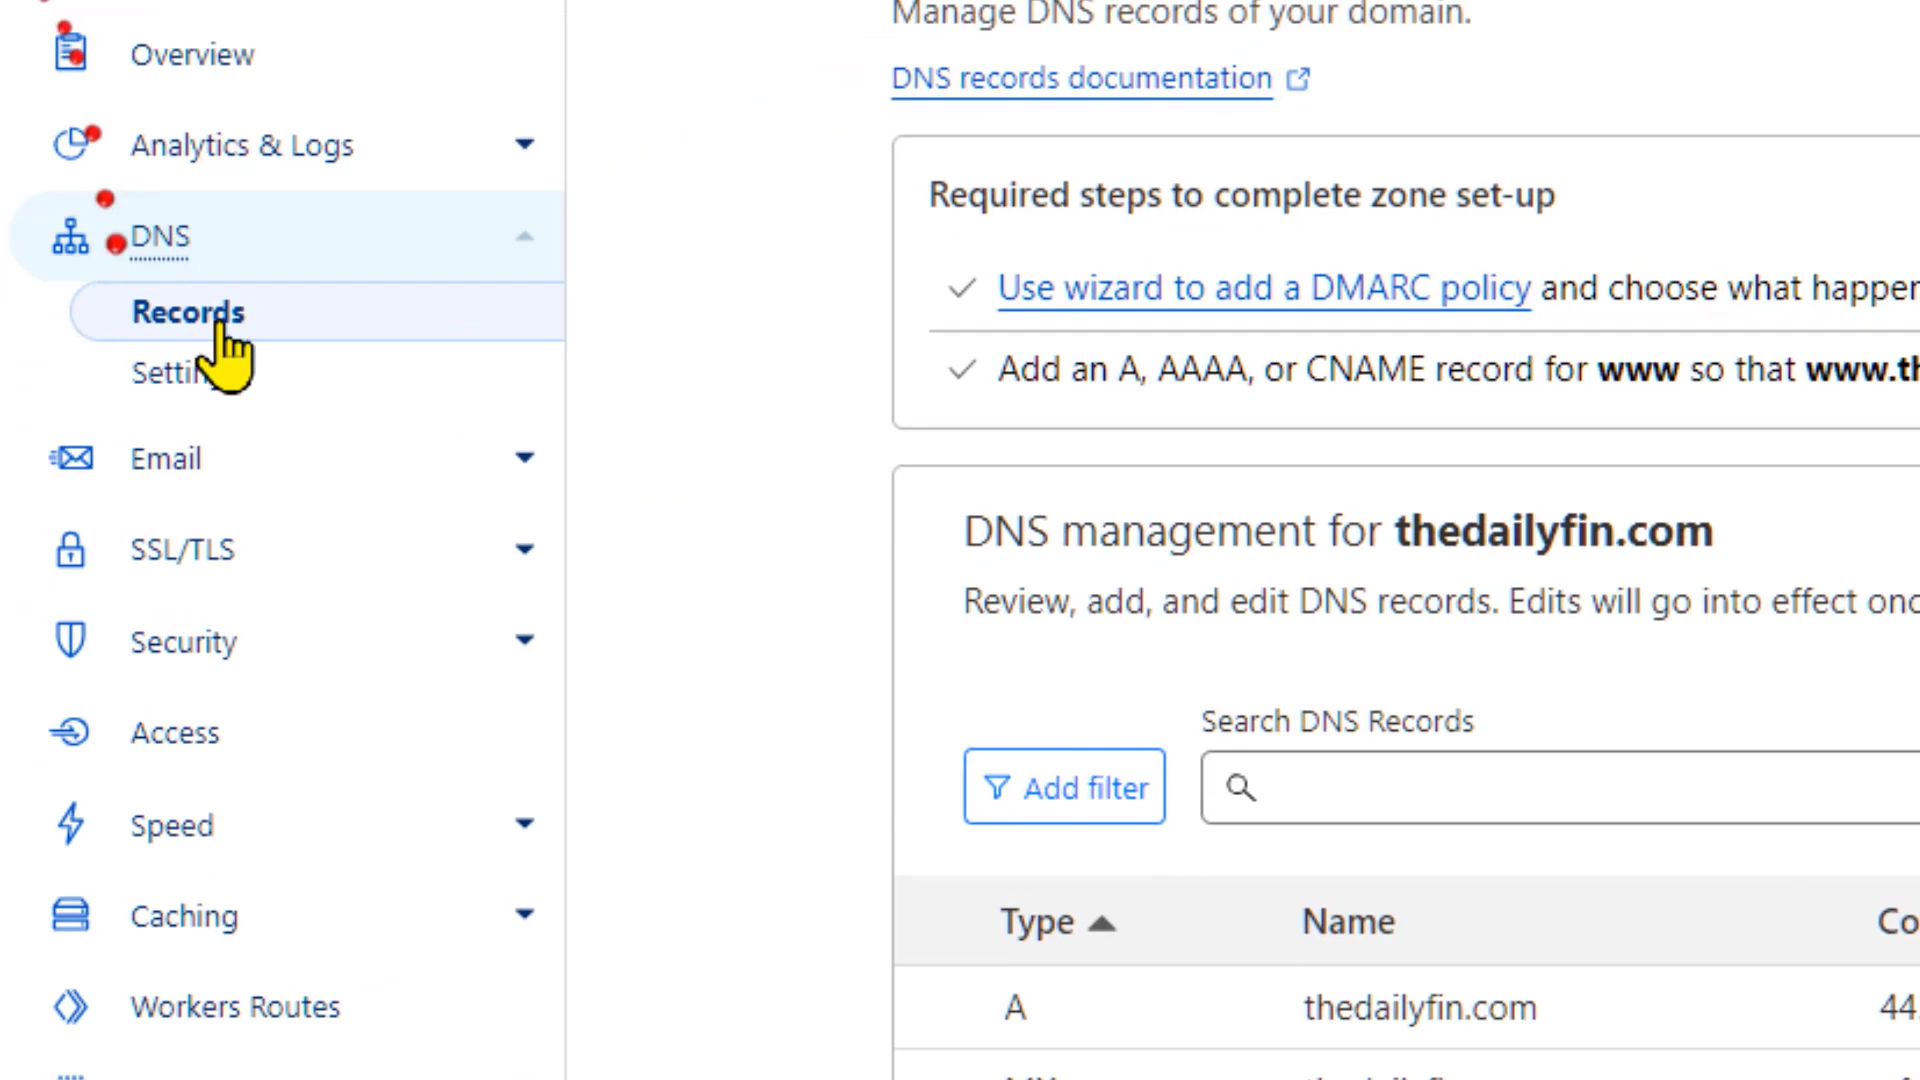 Overview
Analytics & Logs
DNS
Records
Email
SSL/TLS
Security
Access
Speed
Caching
Workers Routes
Manage DNS records of your domain.
DNS records documentation
Required steps to complete zone set-up
Use wizard to add a DMARC policy and choose what happen
Add an A, AAAA, or CNAME record for www so that www.th
DNS management for thedailyfin.com
Review, add, and edit DNS records. Edits will go into effect onc
Search DNS Records
Add filter
Type Name Co
A thedailyfin.com 44.